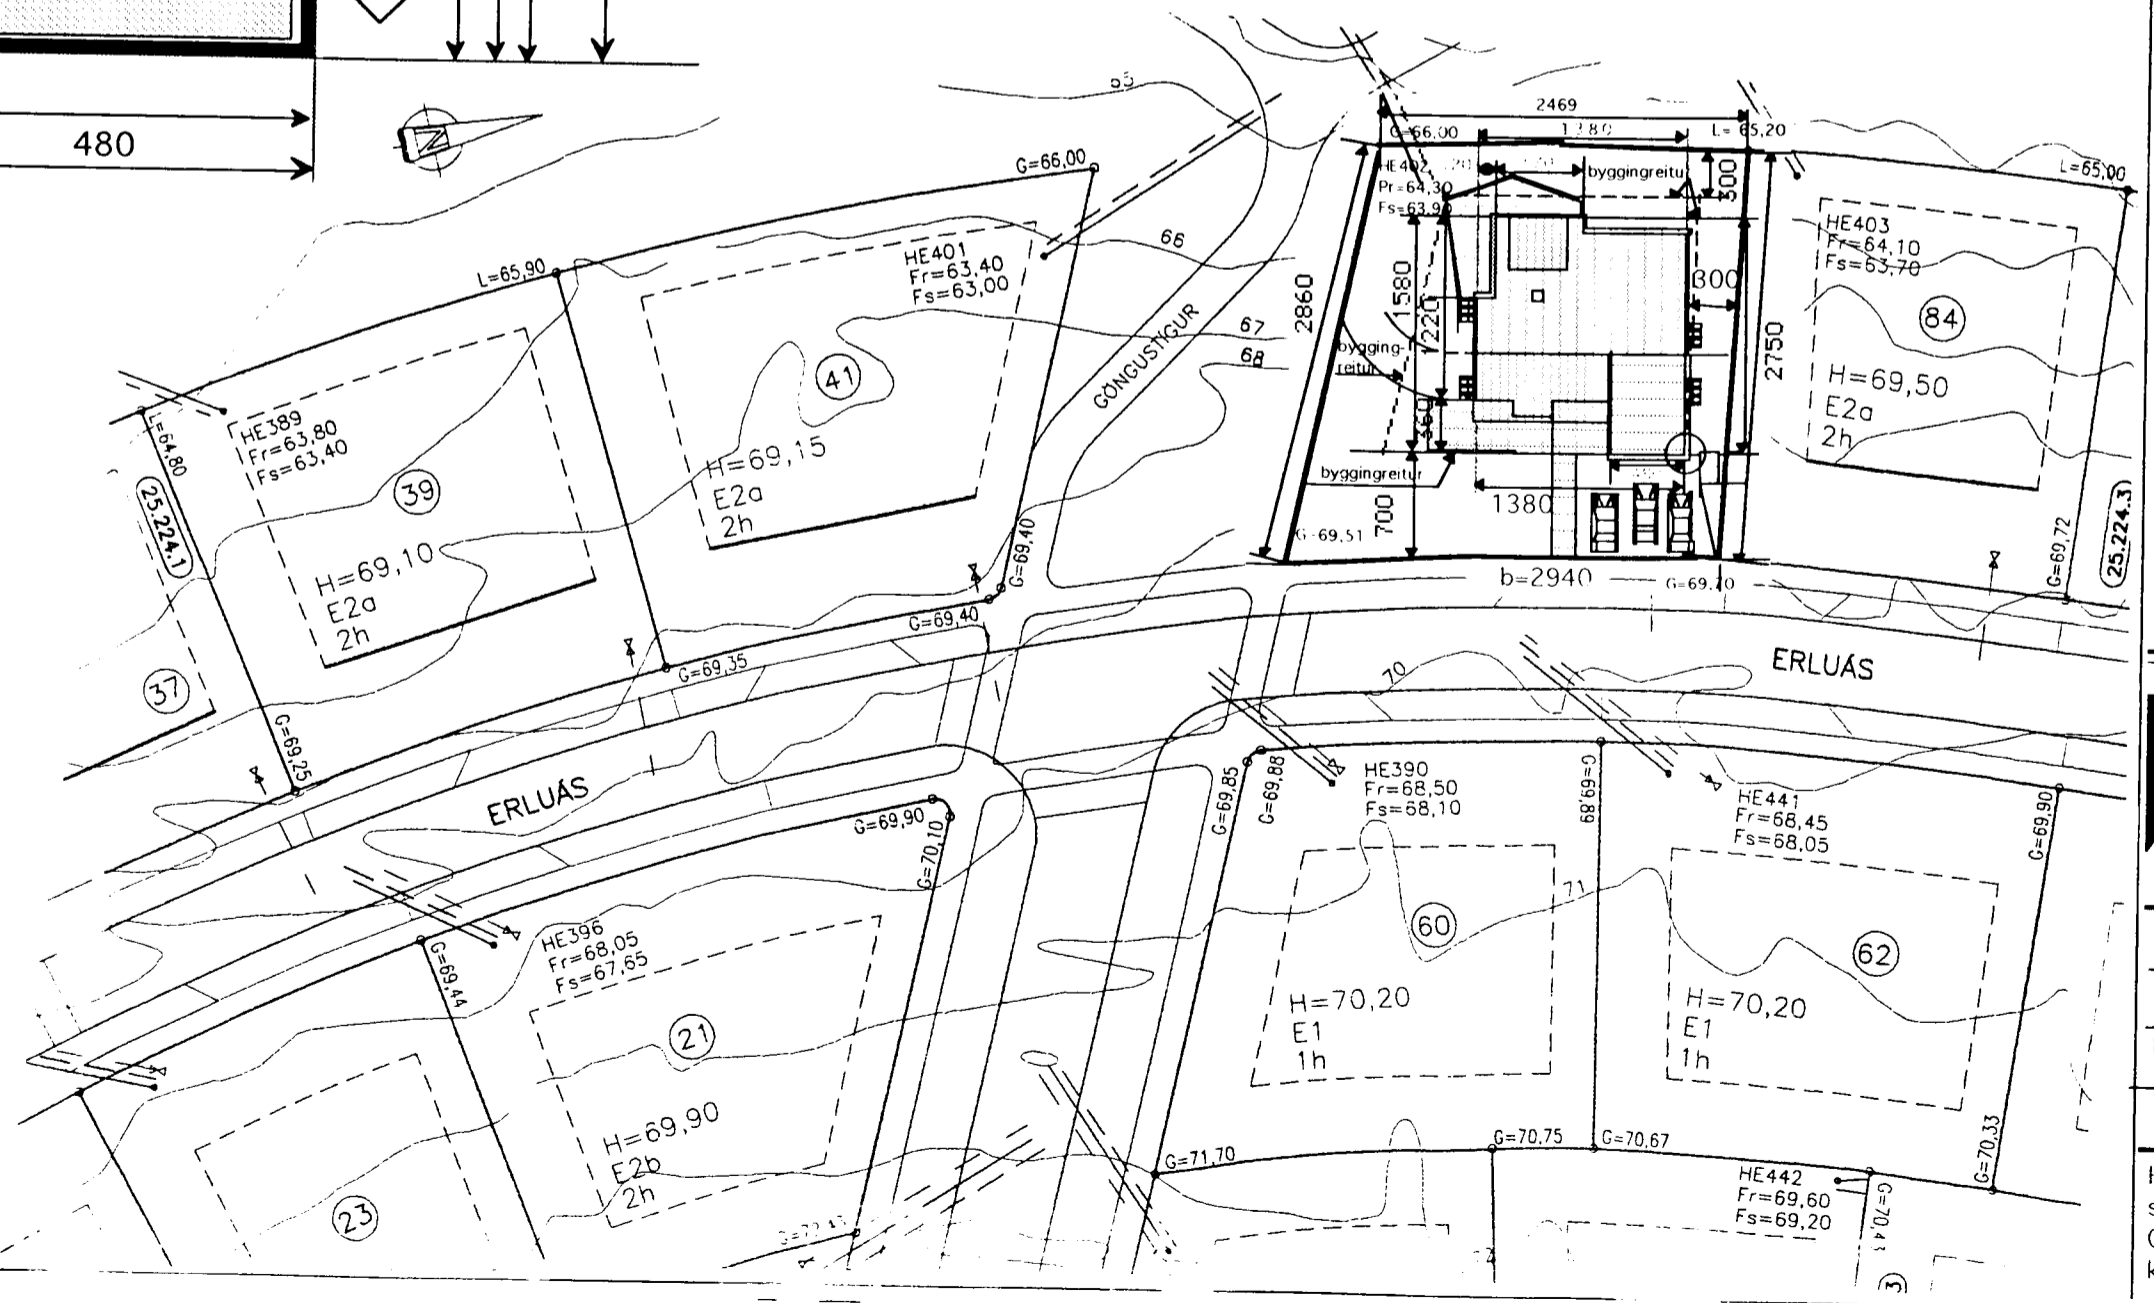 480
N
55
G=66,00
L=65,90
HE401
Fr=63,40
Fs=63,00
41
H=69,15
E2a
2h
66
67
68
GÖNGUSTÍGUR
2469
G=66,00
1380
L=65,20
HE402
Fs=63,90
byggingreitur
300
2860
1580
1220
300
2750
bygging-
reitur
byggingreitur
1380
700
G=69,51
b=2940
G=69,70
L=65,00
HE403
Fr=64,10
Fs=63,70
84
H=69,50
E2a
2h
G=69,72
25.224.3
L=64,80
HE389
Fr=63,80
Fs=63,40
39
25.224.1
H=69,10
E2a
2h
37
G=69,25
G=69,35
G=69,40
G=69,40
ERLUÁS
70
ERLUÁS
G=69,90
G=70,10
G=69,85
G=69,88
HE390
Fr=68,50
Fs=68,10
G=69,89
HE441
Fr=68,45
Fs=68,05
G=69,90
G=69,44
HE396
Fr=68,05
Fs=67,65
21
H=69,90
E2b
2h
23
71
60
H=70,20
E1
1h
62
H=70,20
E1
1h
G=71,70
G=70,75
G=70,67
G=70,33
HE442
Fr=69,60
Fs=69,20